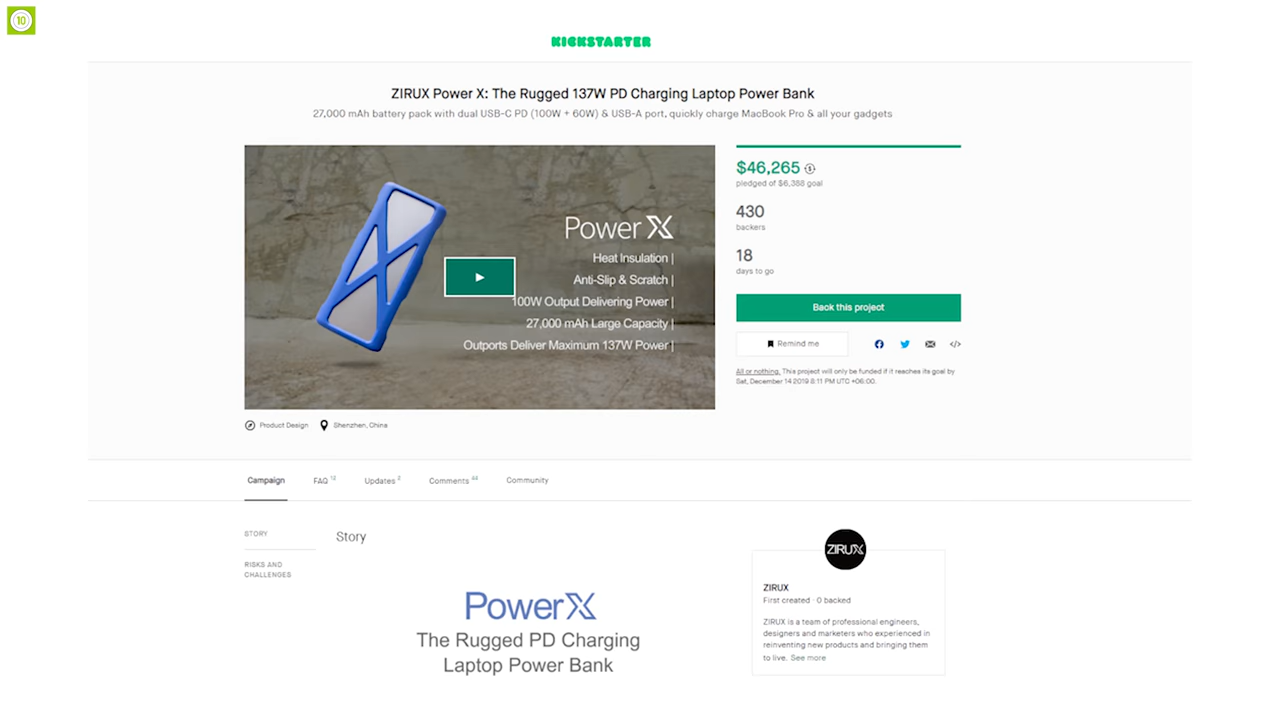 10
KICKSTARTER
ZIRUX Power X: The Rugged 137W PD Charging Laptop Power Bank
27,000 mAh battery pack with dual USB-C PD (100W + 60W) & USB-A port, quickly charge MacBook Pro & all your gadgets
Power X
Heat Insulation |
Anti-Slip & Scratch |
100W Output Delivering Power |
27,000 mAh Large Capacity |
Outports Deliver Maximum 137W Power |
$46,265
pledged of $6,388 goal
430
backers
18
days to go
Back this project
Remind me
All or nothing. This project will only be funded if it reaches its goal by
Sat, December 14 2019 8:11 PM UTC +06:00.
Product Design
Shenzhen, China
Campaign
FAQ 12
Updates 2
Comments
Community
STORY
RISKS AND
CHALLENGES
Story
PowerX
The Rugged PD Charging
Laptop Power Bank
ZIRUX
ZIRUX
First created · 0 backed
ZIRUX is a team of professional engineers,
designers and marketers who experienced in
reinventing new products and bringing them
to live. See more